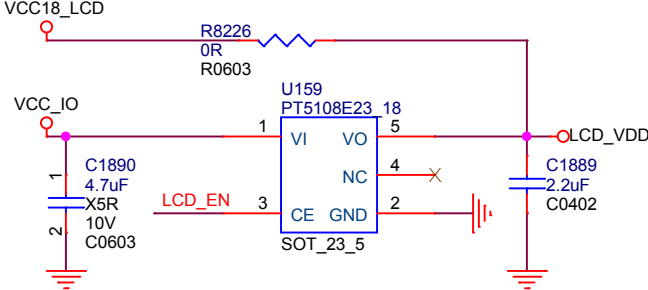 VCC18_LCD
R8226
0R
R0603
U159
PT5108E23_18
VCC_IO
1
VI
VO
5
LCD_VDD
1
C1890
4.7uF
X5R
10V
C0603
2
4
NC
C1889
2.2uF
C0402
LCD_EN
3
CE
GND
2
SOT_23_5